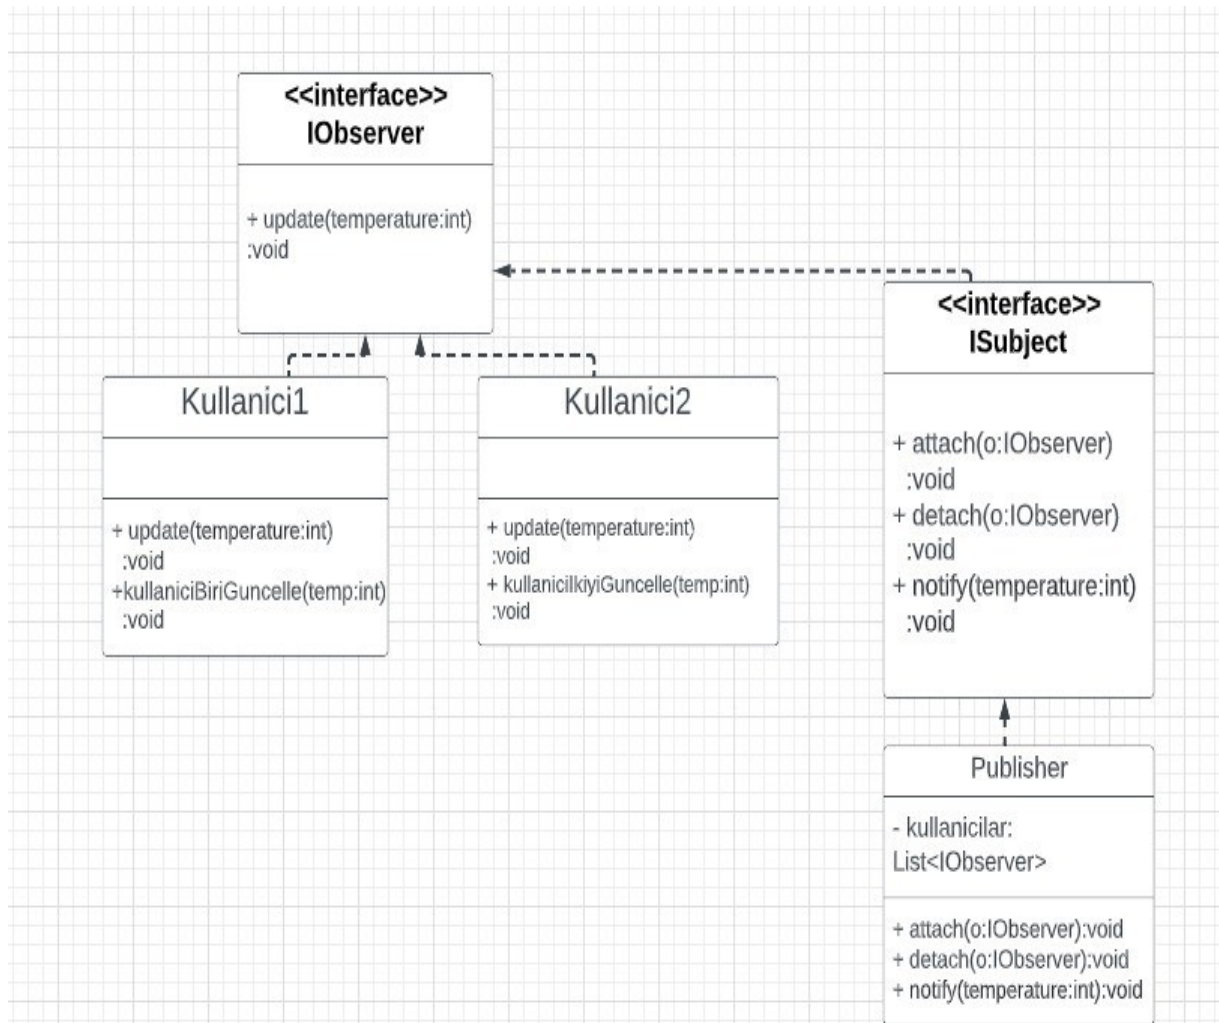 <<interface>>
IObserver
+ update(temperature:int)
:void
<<interface>>
ISubject
+ attach(o:IObserver)
:void
+ detach(o:IObserver)
:void
+ notify(temperature:int)
:void
Kullanici1
+ update(temperature:int)
:void
+kullaniciBiriGuncelle(temp:int)
:void
Kullanici2
+ update(temperature:int)
:void
+ kullaniciIkiyiGuncelle(temp:int)
:void
Publisher
- kullanicilar:
List<IObserver>
+ attach(o:IObserver):void
+ detach(o:IObserver):void
+ notify(temperature:int):void